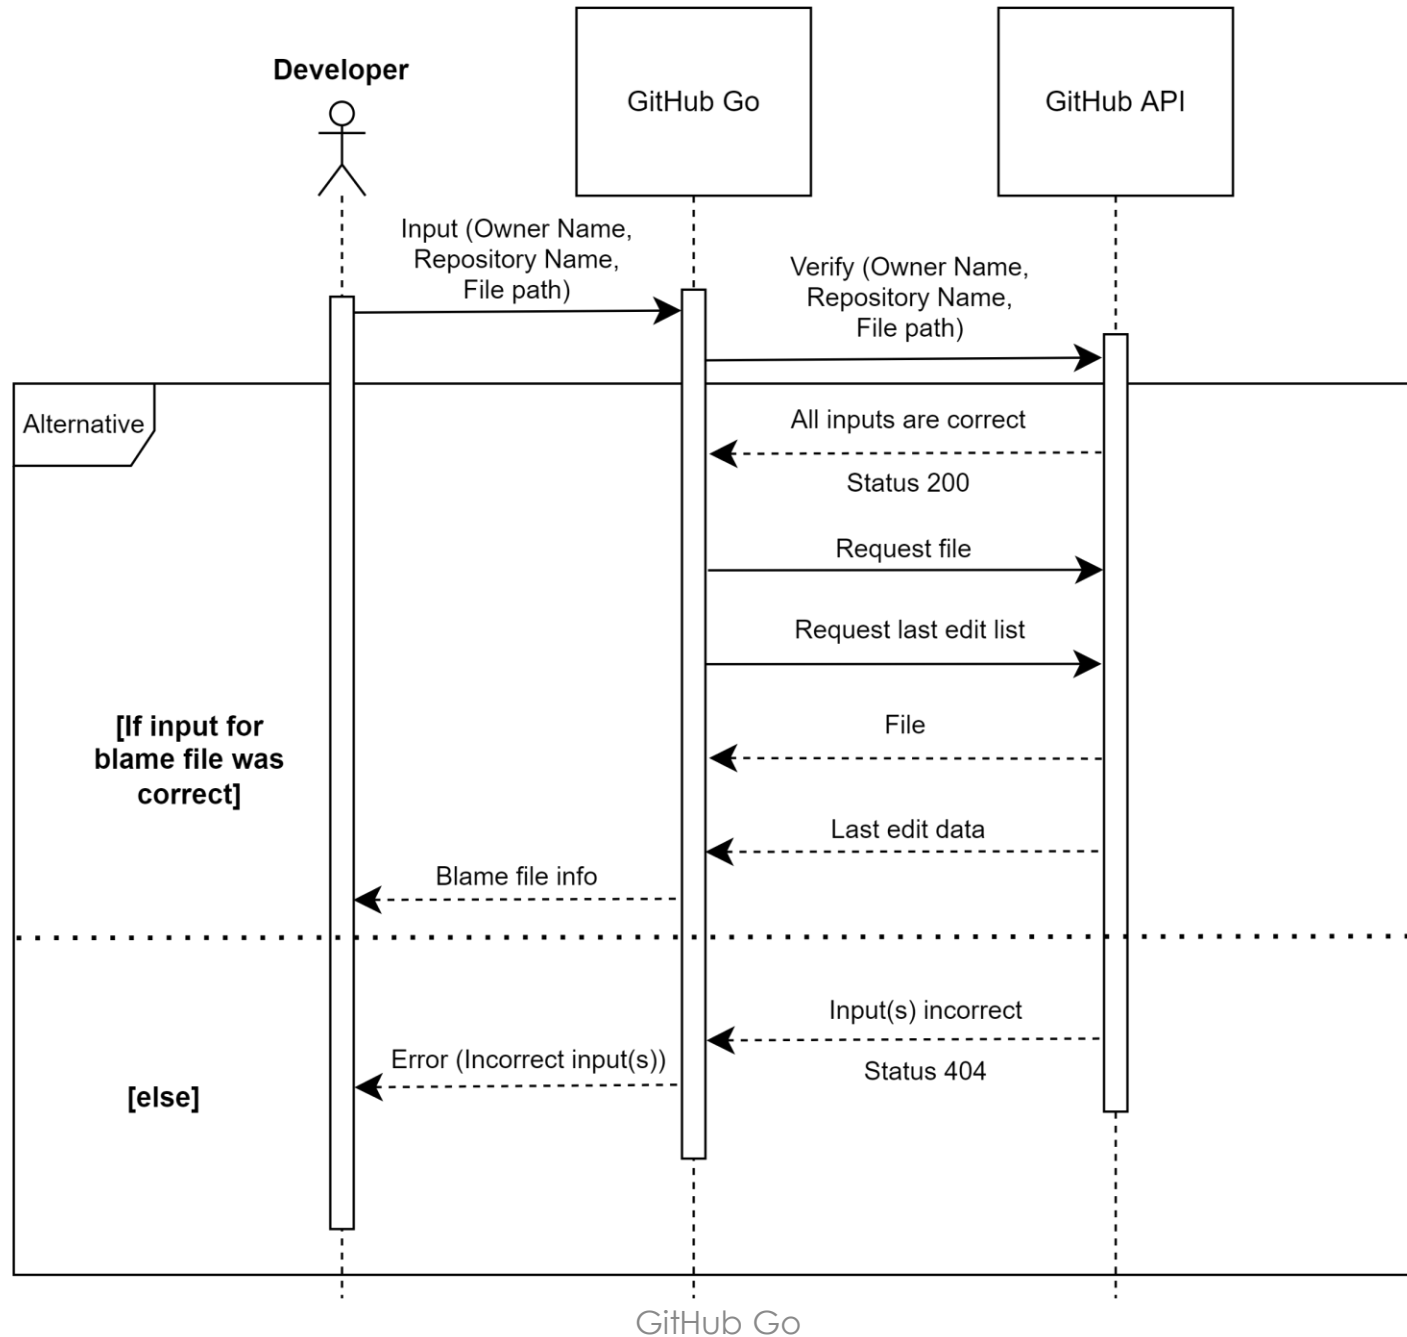 Developer
GitHub Go
GitHub API
Input (Owner Name,
Repository Name,
File path)
Verify (Owner Name,
Repository Name,
File path)
Alternative
All inputs are correct
Status 200
Request file
Request last edit list
[If input for
blame file was
correct]
File
Last edit data
Blame file info
Input(s) incorrect
Error (Incorrect input(s))
Status 404
[else]
GitHub Go